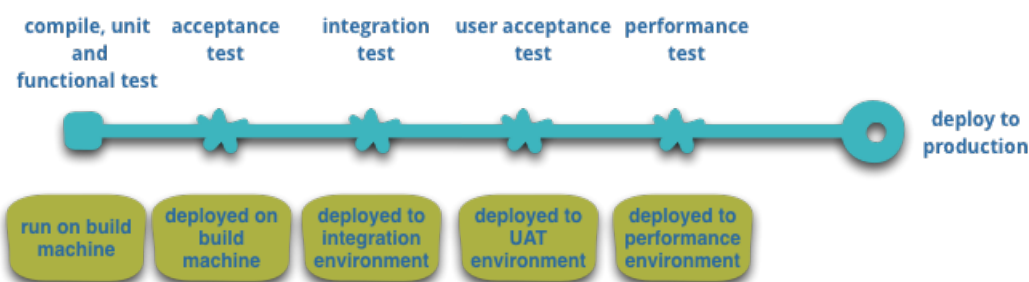 compile, unit
and
functional test
acceptance
test
integration
test
user acceptance
test
performance
test
deploy to
production
run on build
machine
deployed on
build
machine
deployed to
integration
environment
deployed to
UAT
environment
deployed to
performance
environment